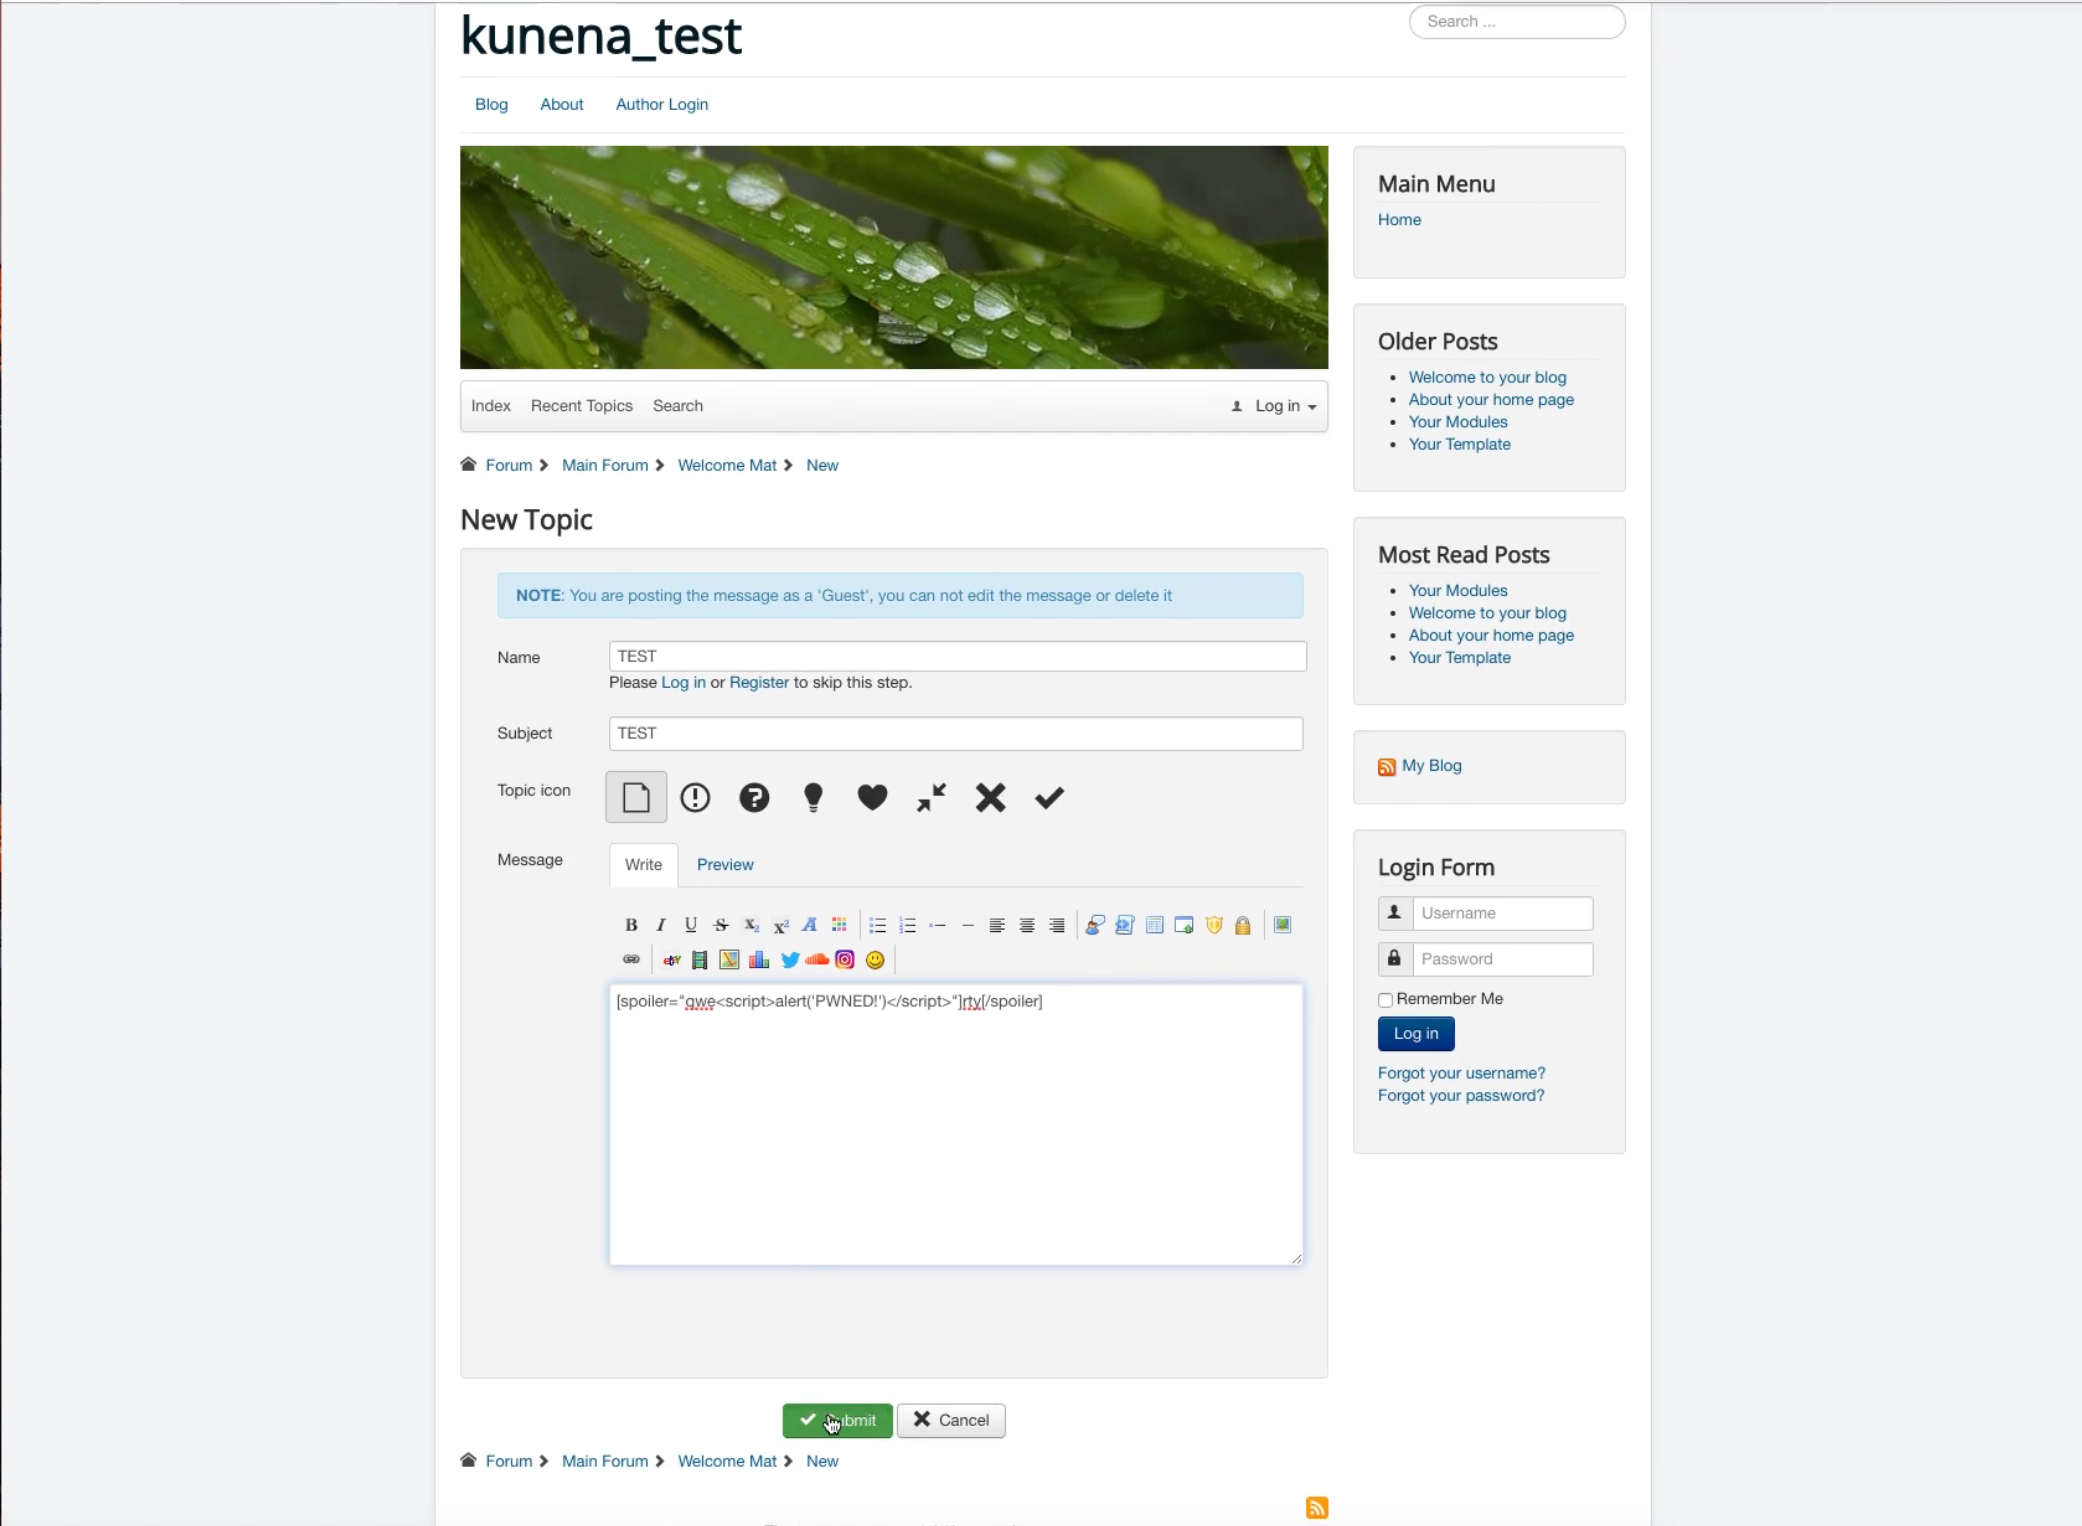 kunena_test
Search ...
Blog About Author Login
Main Menu
Home
Older Posts
Welcome to your blog
About your home page
Your Modules
Your Template
Index Recent Topics Search Log in
Forum Main Forum Welcome Mat New
New Topic
NOTE: You are posting the message as a 'Guest', you can not edit the message or delete it
Name TEST
Please Log in or Register to skip this step.
Subject TEST
Topic icon
Message Write Preview
B I U S X2 X2 A
ebY
[spoiler="qwe<script>alert('PWNED!')</script>"]rty[/spoiler]
Most Read Posts
Your Modules
Welcome to your blog
About your home page
Your Template
My Blog
Login Form
Username
Password
Remember Me
Log in
Forgot your username?
Forgot your password?
Cancel
Forum Main Forum Welcome Mat New